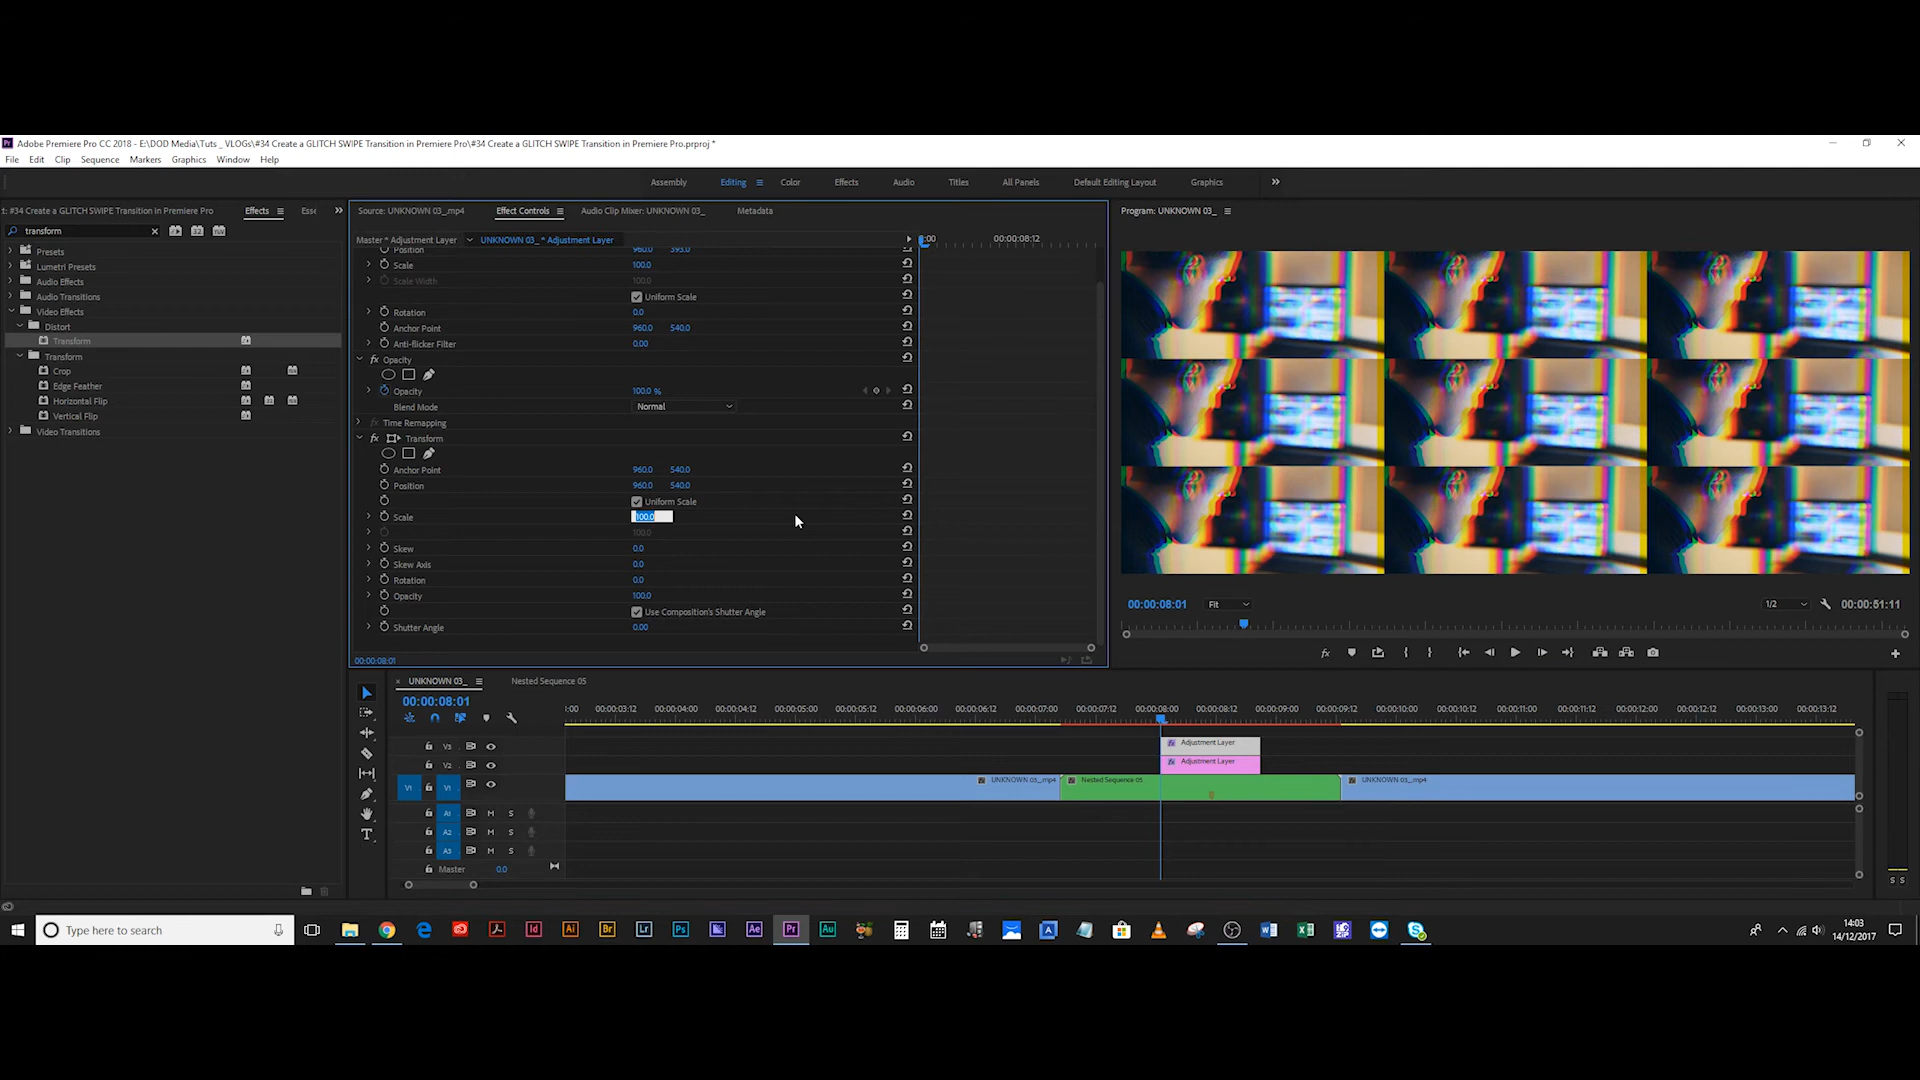 Adobe Premiere Pro CC 2018 - E:\DOD Media\Tuts _ VLOGs\#34 Create a GLITCH SWIPE Transition in Premiere Pro\#34 Create a GLITCH SWIPE Transition in Premiere Pro.prproj *
File Edit Clip Sequence Markers Graphics Window Help
Assembly Editing Color Effects Audio Titles All Panels Default Editing Layout Graphics
t: #34 Create a GLITCH SWIPE Transition in Premiere Pro Effects Esse
transform
Presets
Lumetri Presets
Audio Effects
Audio Transitions
Video Effects
Distort
Transform
Transform
Crop
Edge Feather
Horizontal Flip
Vertical Flip
Video Transitions
Source: UNKNOWN 03_.mp4 Effect Controls Audio Clip Mixer: UNKNOWN 03_ Metadata
Master * Adjustment Layer UNKNOWN 03_ * Adjustment Layer
:00 00:00:08:12
Position 960.0 395.0
Scale 100.0
Scale Width 100.0
Uniform Scale
Rotation 0.0
Anchor Point 960.0 540.0
Anti-flicker Filter 0.00
fx Opacity
Opacity 100.0 %
Blend Mode Normal
fx Time Remapping
fx Transform
Anchor Point 960.0 540.0
Position 960.0 540.0
Uniform Scale
Scale 100.0
100.0
Skew 0.0
Skew Axis 0.0
Rotation 0.0
Opacity 100.0
Use Composition's Shutter Angle
Shutter Angle 0.00
00:00:08:01
Program: UNKNOWN 03_
00:00:08:01 Fit 1/2 00:00:51:11
fx
UNKNOWN 03_ Nested Sequence 05
00:00:08:01
:00 00:00:03:12 00:00:04:00 00:00:04:12 00:00:05:00 00:00:05:12 00:00:06:00 00:00:06:12 00:00:07:00 00:00:07:12 00:00:08:00 00:00:08:12 00:00:09:00 00:00:09:12 00:00:10:00 00:00:10:12 00:00:11:00 00:00:11:12 00:00:12:00 00:00:12:12 00:00:13:00 00:00:13:12
V3 Adjustment Layer
V2 Adjustment Layer
V1 V1 UNKNOWN 03_.mp4 Nested Sequence 05 UNKNOWN 03_.mp4
A1 M S
A2 M S
A3 M S
Master 0.0
S S
T
Type here to search
Id Ai Br Lr Ps Ae Pr Au
14:03
14/12/2017